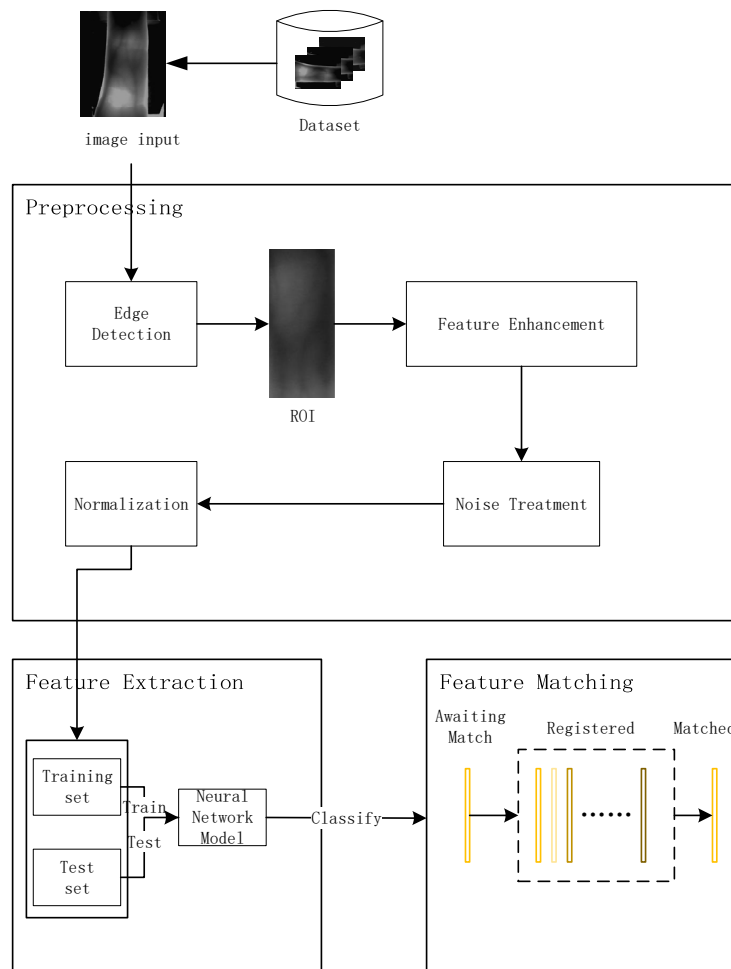 Dataset
image input
Preprocessing
Edge
Detection
ROI
Feature Enhancement
Normalization
Noise Treatment
Feature Extraction
Training
set
Train
Test
Test
set
Neural
Network
Model
Classify
Feature Matching
Awaiting
Match
Registered
Matched